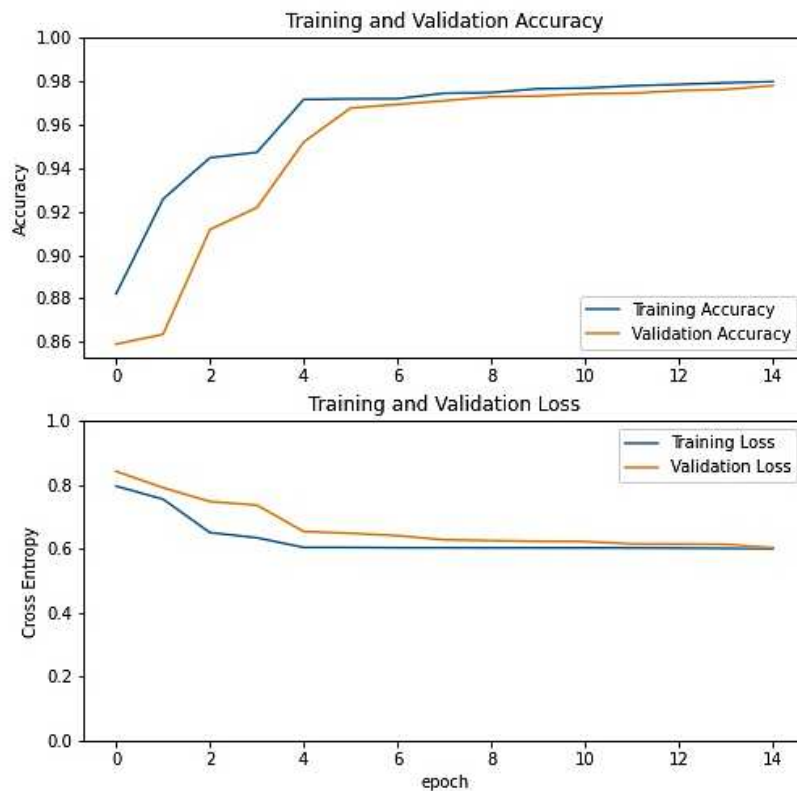 Training and Validation Accuracy
1.00
0.98
0.96
0.94
0.92
0.90
0.88
0.86
Accuracy
Training Accuracy
Validation Accuracy
0 2 4 6 8 10 12 14
Training and Validation Loss
1.0
0.8
0.6
0.4
0.2
0.0
Cross Entropy
Training Loss
Validation Loss
0 2 4 6 8 10 12 14
epoch